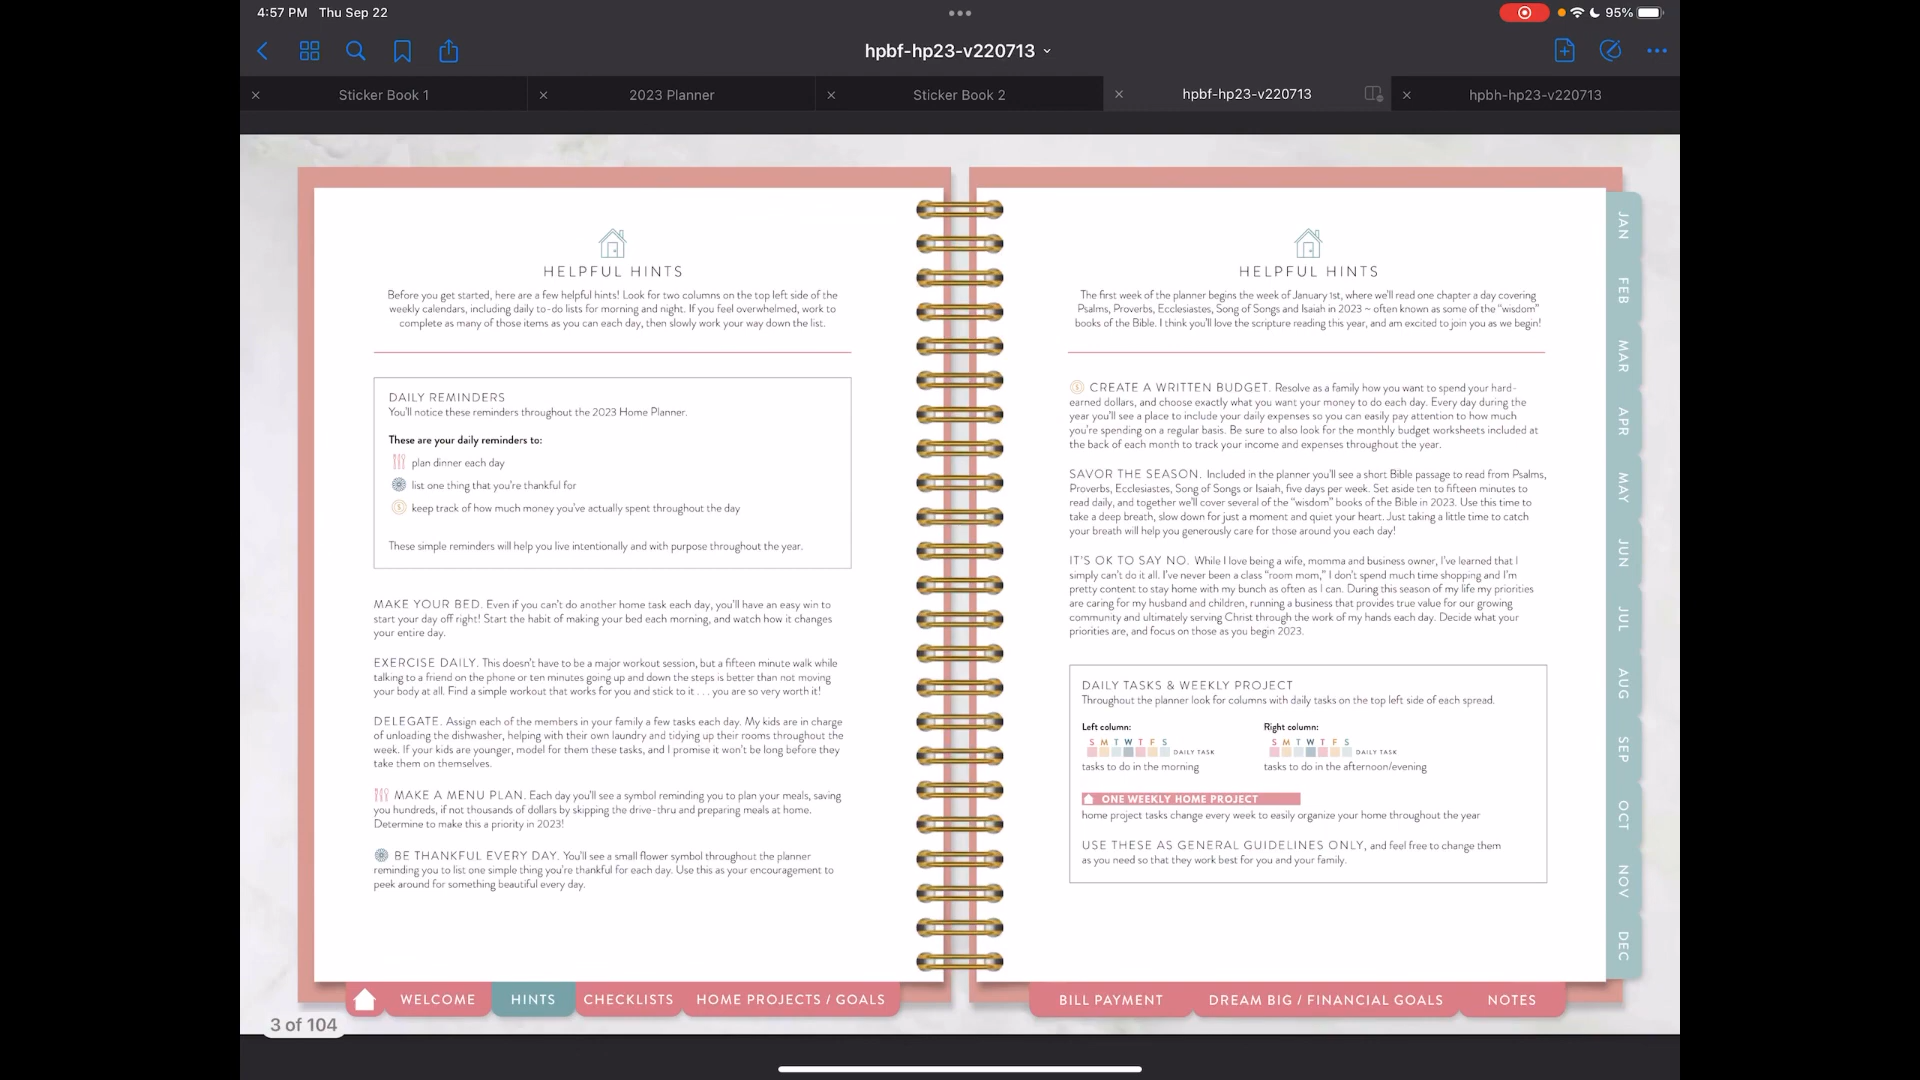 4:57 PM Thu Sep 22
95%
hpbf-hp23-v220713
Sticker Book 1
2023 Planner
Sticker Book 2
hpbf-hp23-v220713
hpbh-hp23-v220713
HELPFUL HINTS
Before you get started, here are a few helpful hints! Look for two columns on the top left side of the
weekly calendars, including daily to-do lists for morning and night. If you feel overwhelmed, work to
complete as many of those items as you can each day, then slowly work your way down the list.
DAILY REMINDERS
You'll notice these reminders throughout the 2023 Home Planner.
These are your daily reminders to:
plan dinner each day
list one thing that you're thankful for
keep track of how much money you've actually spent throughout the day
These simple reminders will help you live intentionally and with purpose throughout the year.
MAKE YOUR BED. Even if you can't do another home task each day, you'll have an easy win to
start your day off right! Start the habit of making your bed each morning, and watch how it changes
your entire day.
EXERCISE DAILY. This doesn't have to be a major workout session, but a fifteen minute walk while
talking to a friend on the phone or ten minutes going up and down the steps is better than not moving
your body at all. Find a simple workout that works for you and stick to it . . . you are so very worth it!
DELEGATE. Assign each of the members in your family a few tasks each day. My kids are in charge
of unloading the dishwasher, helping with their own laundry and tidying up their rooms throughout the
week. If your kids are younger, model for them these tasks, and I promise it won't be long before they
take them on themselves.
MAKE A MENU PLAN. Each day you'll see a symbol reminding you to plan your meals, saving
you hundreds, if not thousands of dollars by skipping the drive-thru and preparing meals at home.
Determine to make this a priority in 2023!
BE THANKFUL EVERY DAY. You'll see a small flower symbol throughout the planner
reminding you to list one simple thing you're thankful for each day. Use this as your encouragement to
peek around for something beautiful every day.
HELPFUL HINTS
The first week of the planner begins the week of January 1st, where we'll read one chapter a day covering
Psalms, Proverbs, Ecclesiastes, Song of Songs and Isaiah in 2023 ~ often known as some of the "wisdom"
books of the Bible. I think you'll love the scripture reading this year, and am excited to join you as we begin!
$ CREATE A WRITTEN BUDGET. Resolve as a family how you want to spend your hard-
earned dollars, and choose exactly what you want your money to do each day. Every day during the
year you'll see a place to include your daily expenses so you can easily pay attention to how much
you're spending on a regular basis. Be sure to also look for the monthly budget worksheets included at
the back of each month to track your income and expenses throughout the year.
SAVOR THE SEASON. Included in the planner you'll see a short Bible passage to read from Psalms,
Proverbs, Ecclesiastes, Song of Songs or Isaiah, five days per week. Set aside ten to fifteen minutes to
read daily, and together we'll cover several of the "wisdom" books of the Bible in 2023. Use this time to
take a deep breath, slow down for just a moment and quiet your heart. Just taking a little time to catch
your breath will help you generously care for those around you each day!
IT'S OK TO SAY NO. While I love being a wife, momma and business owner, I've learned that I
simply can't do it all. I've never been a class "room mom," I don't spend much time shopping and I'm
pretty content to stay home with my bunch as often as I can. During this season of my life my priorities
are caring for my husband and children, running a business that provides true value for our growing
community and ultimately serving Christ through the work of my hands each day. Decide what your
priorities are, and focus on those as you begin 2023.
DAILY TASKS & WEEKLY PROJECT
Throughout the planner look for columns with daily tasks on the top left side of each spread.
Left column:
S M T W T F S
DAILY TASK
tasks to do in the morning
Right column:
S M T W T F S
DAILY TASK
tasks to do in the afternoon/evening
ONE WEEKLY HOME PROJECT
home project tasks change every week to easily organize your home throughout the year
USE THESE AS GENERAL GUIDELINES ONLY, and feel free to change them
as you need so that they work best for you and your family.
JAN
FEB
MAR
APR
MAY
JUN
JUL
AUG
SEP
OCT
NOV
DEC
WELCOME
HINTS
CHECKLISTS
HOME PROJECTS / GOALS
BILL PAYMENT
DREAM BIG / FINANCIAL GOALS
NOTES
3 of 104